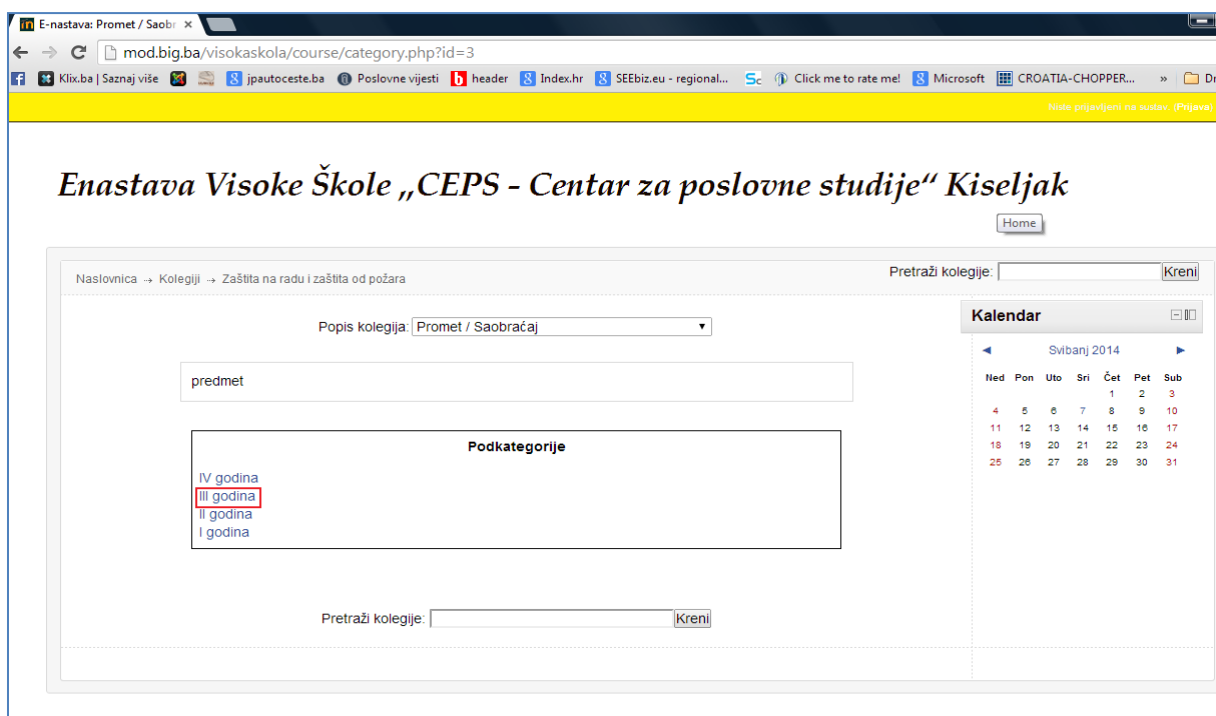 E-nastava: Promet / Saobr
mod.big.ba/visokaskola/course/category.php?id=3
Klix.ba | Saznaj više jpautoceste.ba Poslovne vijesti header Index.hr SEEbiz.eu - regional... Click me to rate me! Microsoft CROATIA-CHOPPER... » Dr
Niste prijavljeni na sustav. (Prijava)
Enastava Visoke Škole „CEPS - Centar za poslovne studije“ Kiseljak
Home
Naslovnica → Kolegiji → Zaštita na radu i zaštita od požara
Pretraži kolegije: Kreni
Popis kolegija: Promet / Saobraćaj
predmet
Podkategorije
IV godina
III godina
II godina
I godina
Pretraži kolegije: Kreni
Kalendar
◄ Svibanj 2014 ►
Ned Pon Uto Sri Čet Pet Sub
1 2 3
4 5 6 7 8 9 10
11 12 13 14 15 16 17
18 19 20 21 22 23 24
25 26 27 28 29 30 31